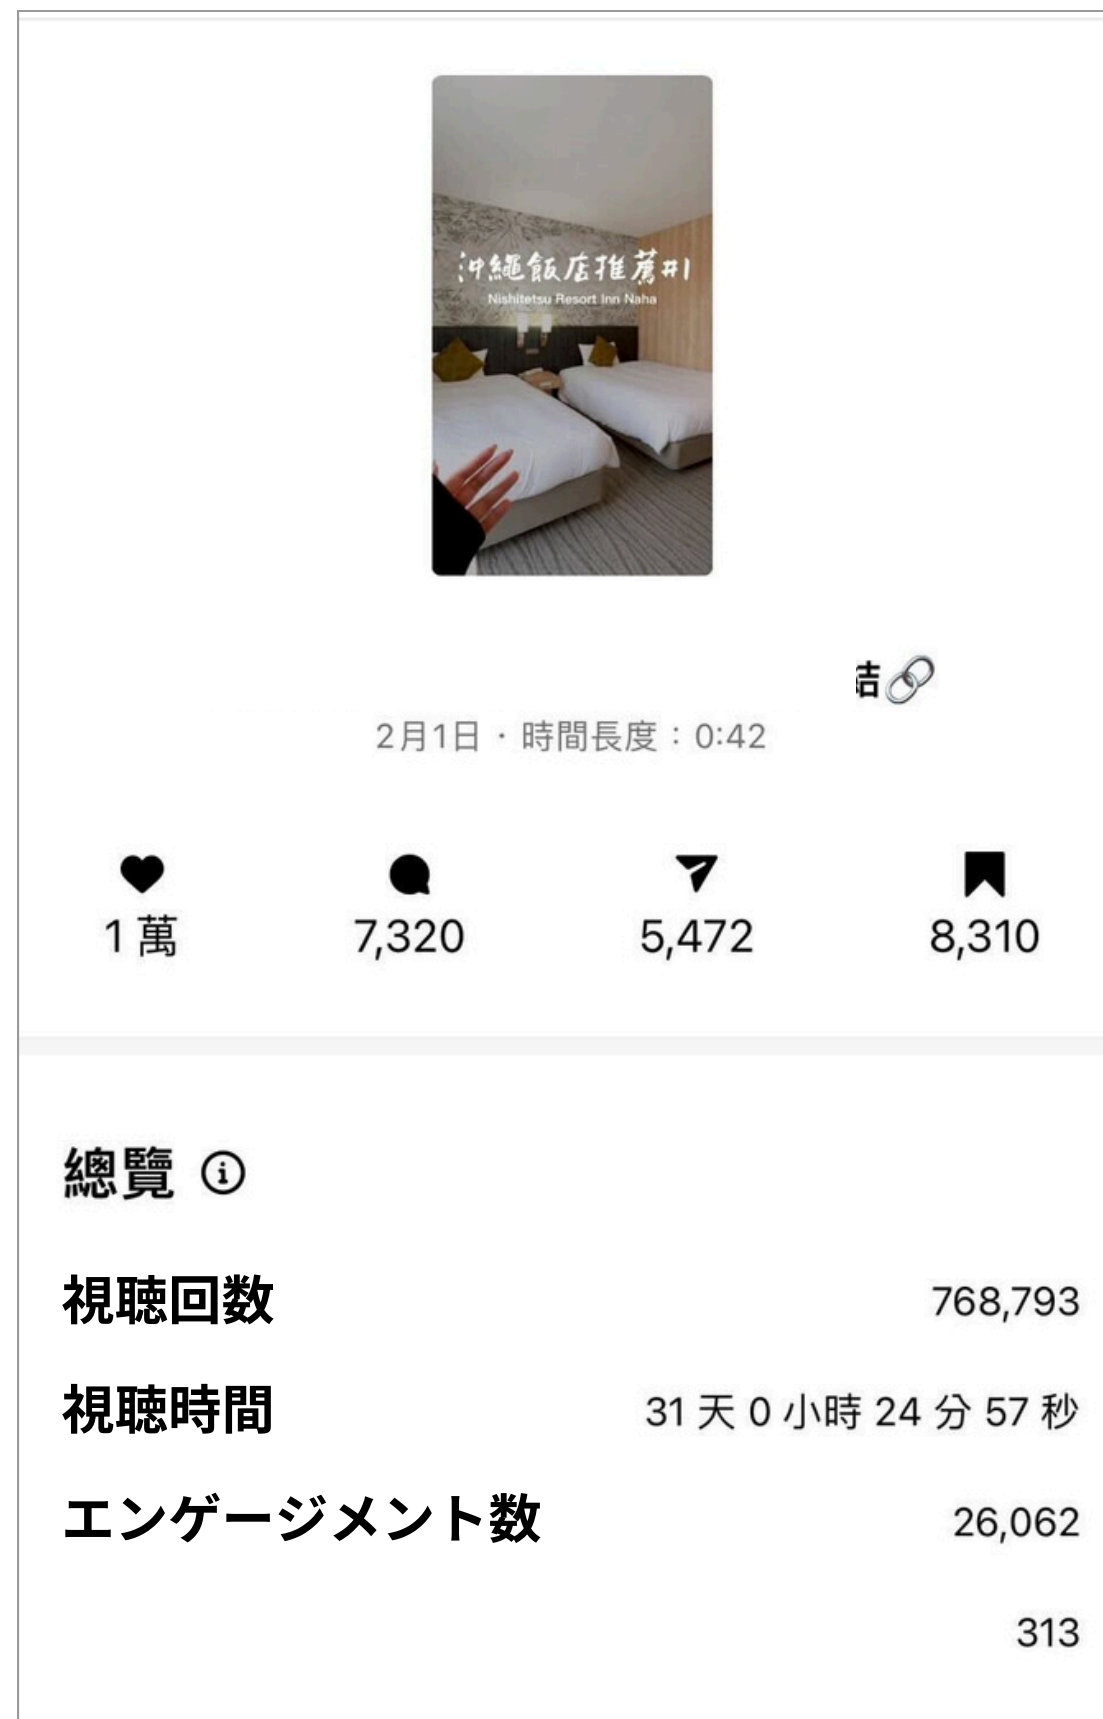 沖繩飯店推薦#1
Nishitetsu Resort Inn Naha
結
2月1日 · 時間長度：0:42
1 萬
7,320
5,472
8,310
總覽
視聴回数
768,793
視聴時間
31 天 0 小時 24 分 57 秒
エンゲージメント数
26,062
313